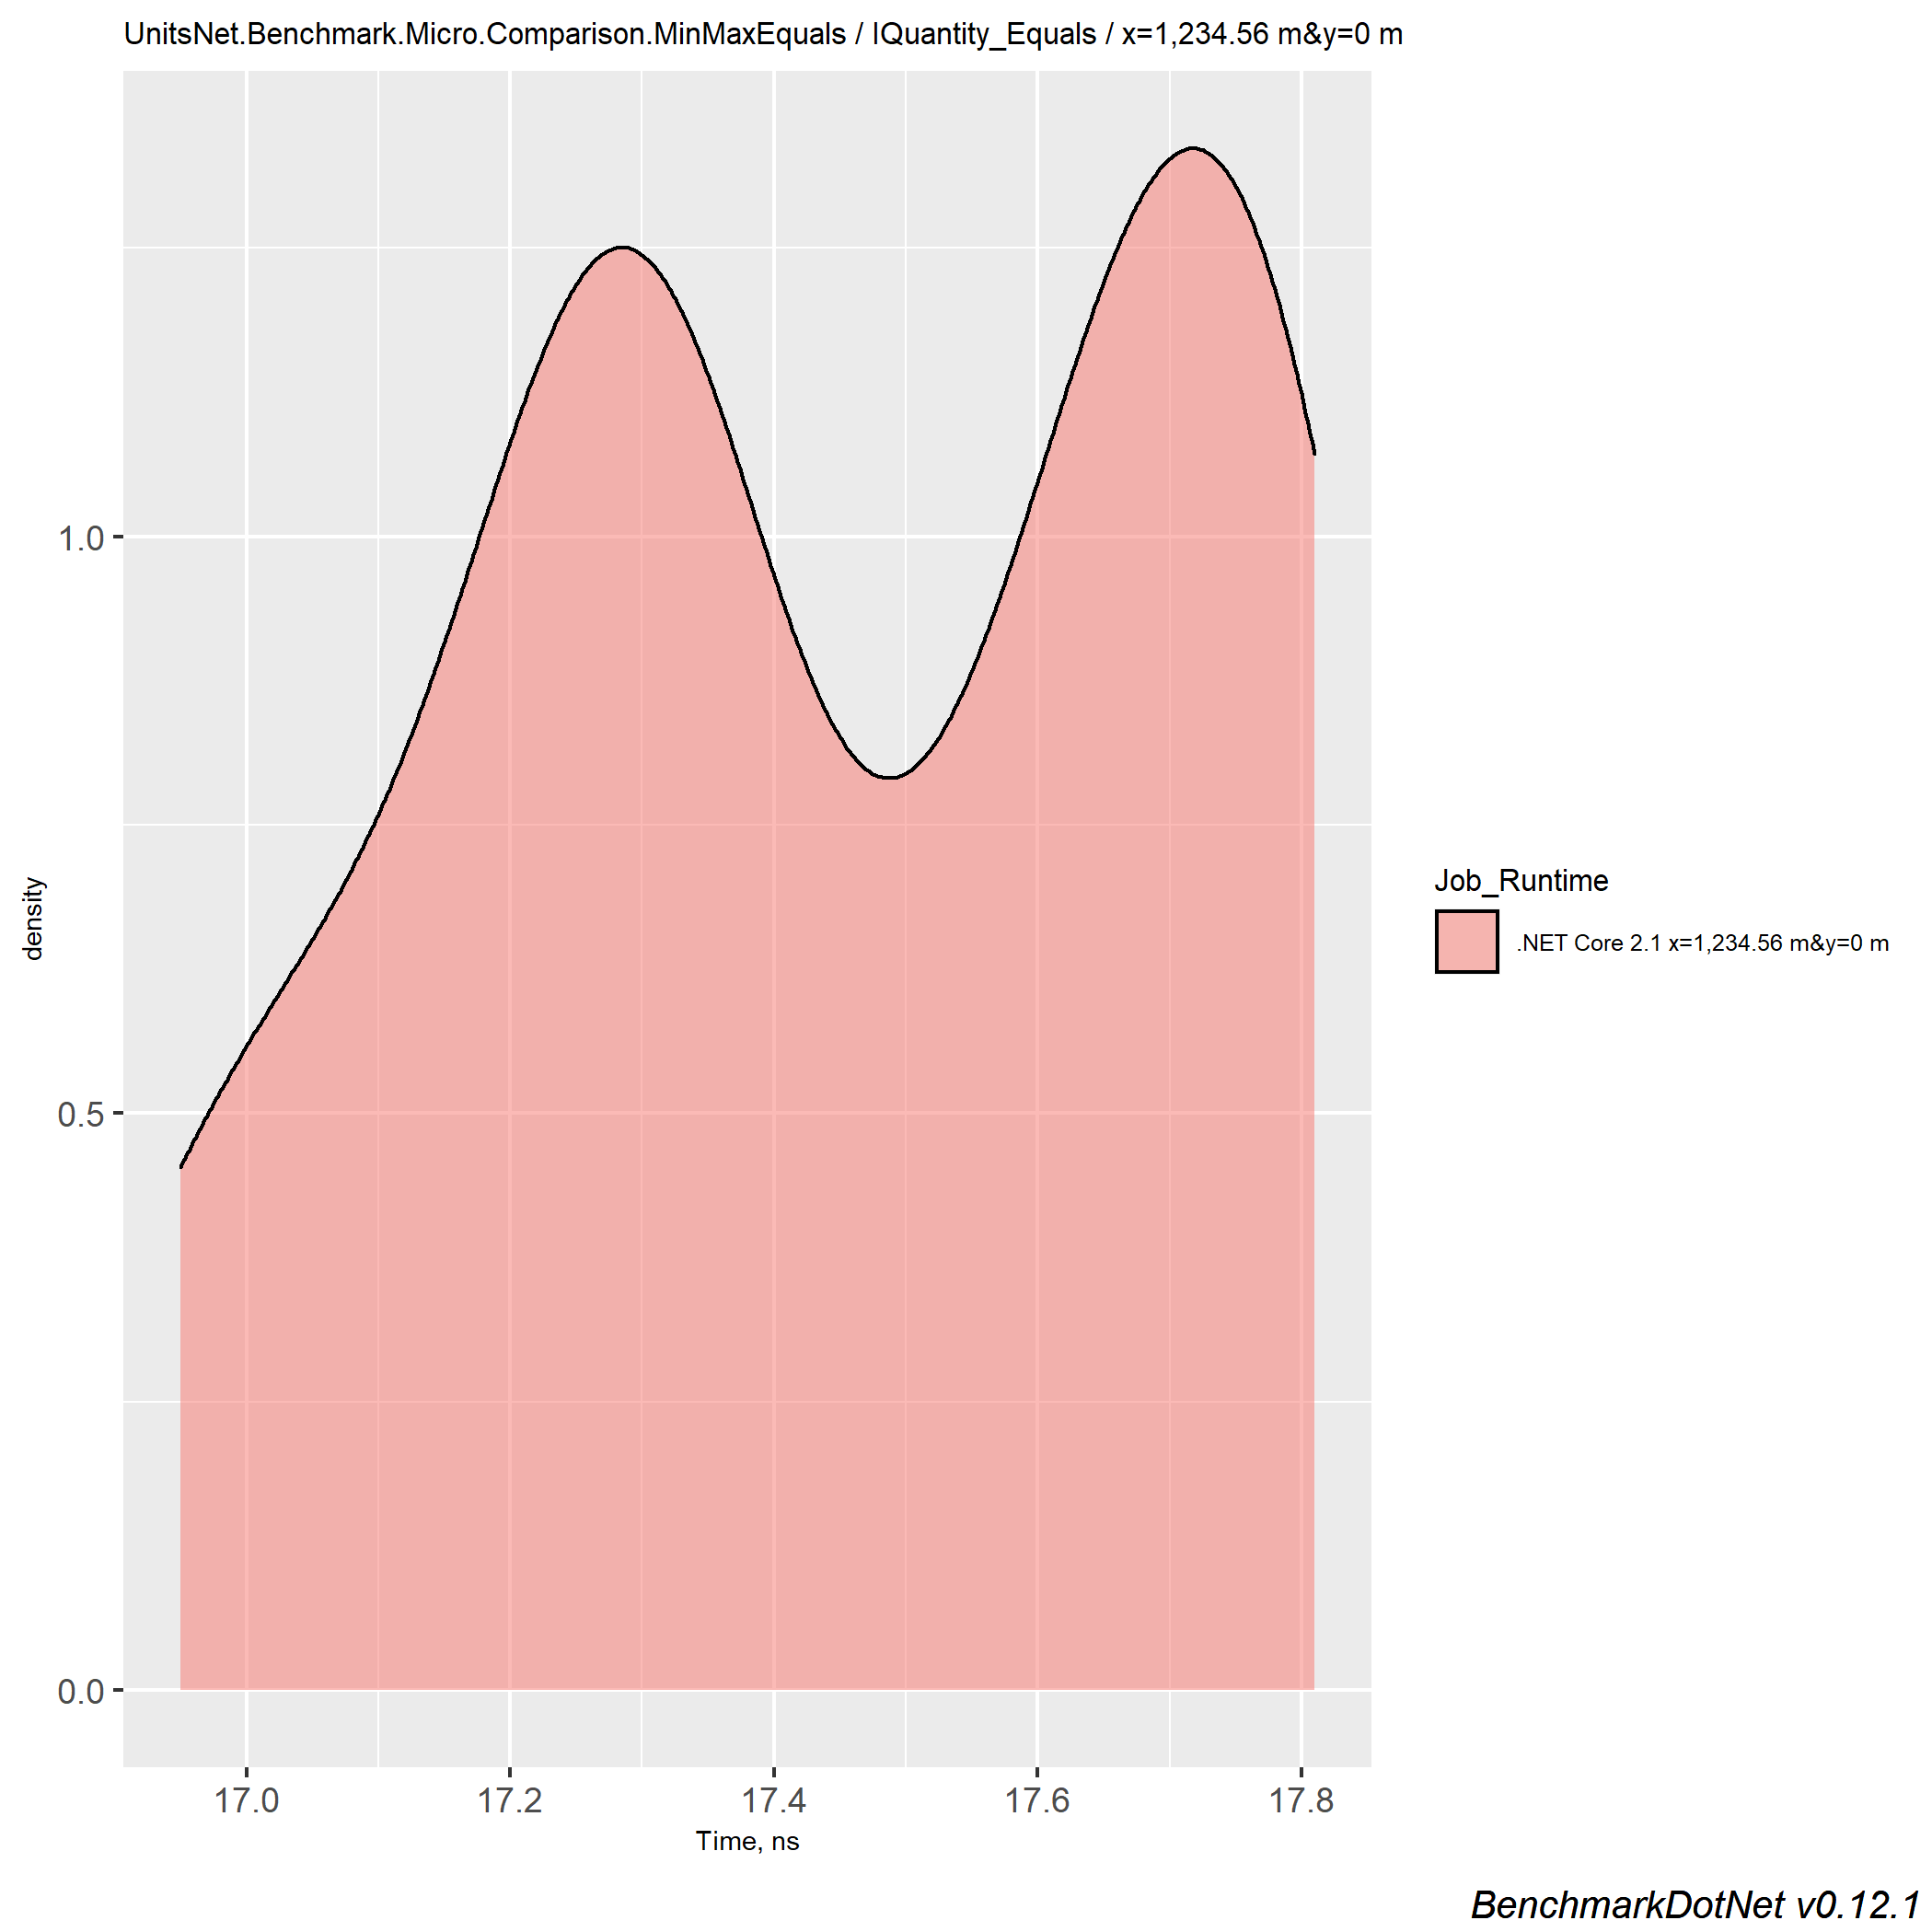 UnitsNet.Benchmark.Micro.Comparison.MinMaxEquals / IQuantity_Equals / x=1,234.56 m&y=0 m
1.0
0.5
0.0
density
17.0 17.2 17.4 17.6 17.8
Time, ns
Job_Runtime
.NET Core 2.1 x=1,234.56 m&y=0 m
BenchmarkDotNet v0.12.1